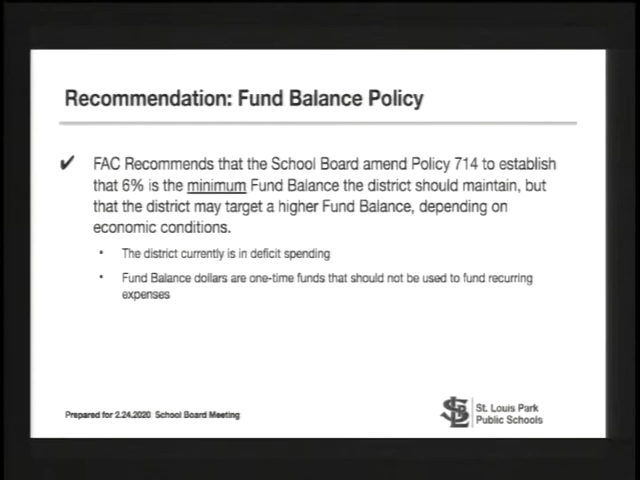 Recommendation: Fund Balance Policy
✔ FAC Recommends that the School Board amend Policy 714 to establish
that 6% is the minimum Fund Balance the district should maintain, but
that the district may target a higher Fund Balance, depending on
economic conditions.
• The district currently is in deficit spending
• Fund Balance dollars are one-time funds that should not be used to fund recurring
expenses
Prepared for 2.24.2020 School Board Meeting
SLP
St. Louis Park
Public Schools